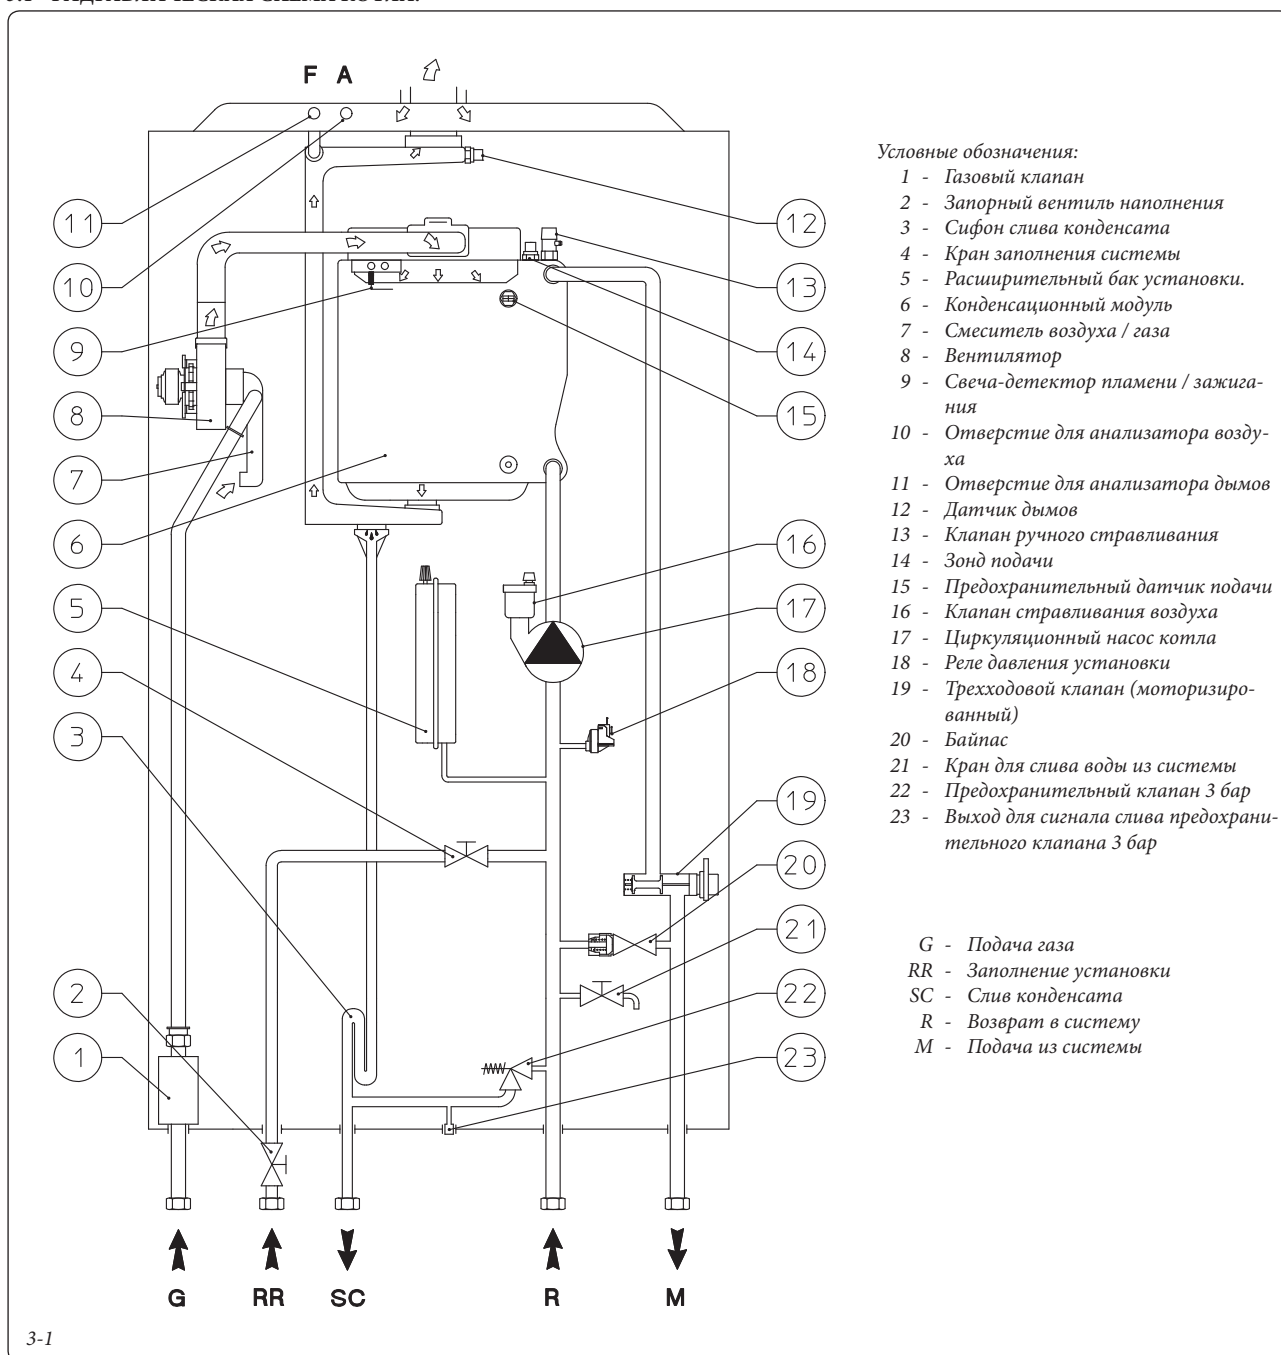 3.1 ГИДРАВЛИЧЕСКАЯ СХЕМА КОТЛА.
F A
11
10
9
8
7
6
5
4
3
2
1
12
13
14
15
16
17
18
19
20
21
22
23
G RR SC R M
3-1
Условные обозначения:
1 - Газовый клапан
2 - Запорный вентиль наполнения
3 - Сифон слива конденсата
4 - Кран заполнения системы
5 - Расширительный бак установки.
6 - Конденсационный модуль
7 - Смеситель воздуха / газа
8 - Вентилятор
9 - Свеча-детектор пламени / зажига-
ния
10 - Отверстие для анализатора возду-
ха
11 - Отверстие для анализатора дымов
12 - Датчик дымов
13 - Клапан ручного стравливания
14 - Зонд подачи
15 - Предохранительный датчик подачи
16 - Клапан стравливания воздуха
17 - Циркуляционный насос котла
18 - Реле давления установки
19 - Трехходовой клапан (моторизиро-
ванный)
20 - Байпас
21 - Кран для слива воды из системы
22 - Предохранительный клапан 3 бар
23 - Выход для сигнала слива предохрани-
тельного клапана 3 бар
G - Подача газа
RR - Заполнение установки
SC - Слив конденсата
R - Возврат в систему
M - Подача из системы